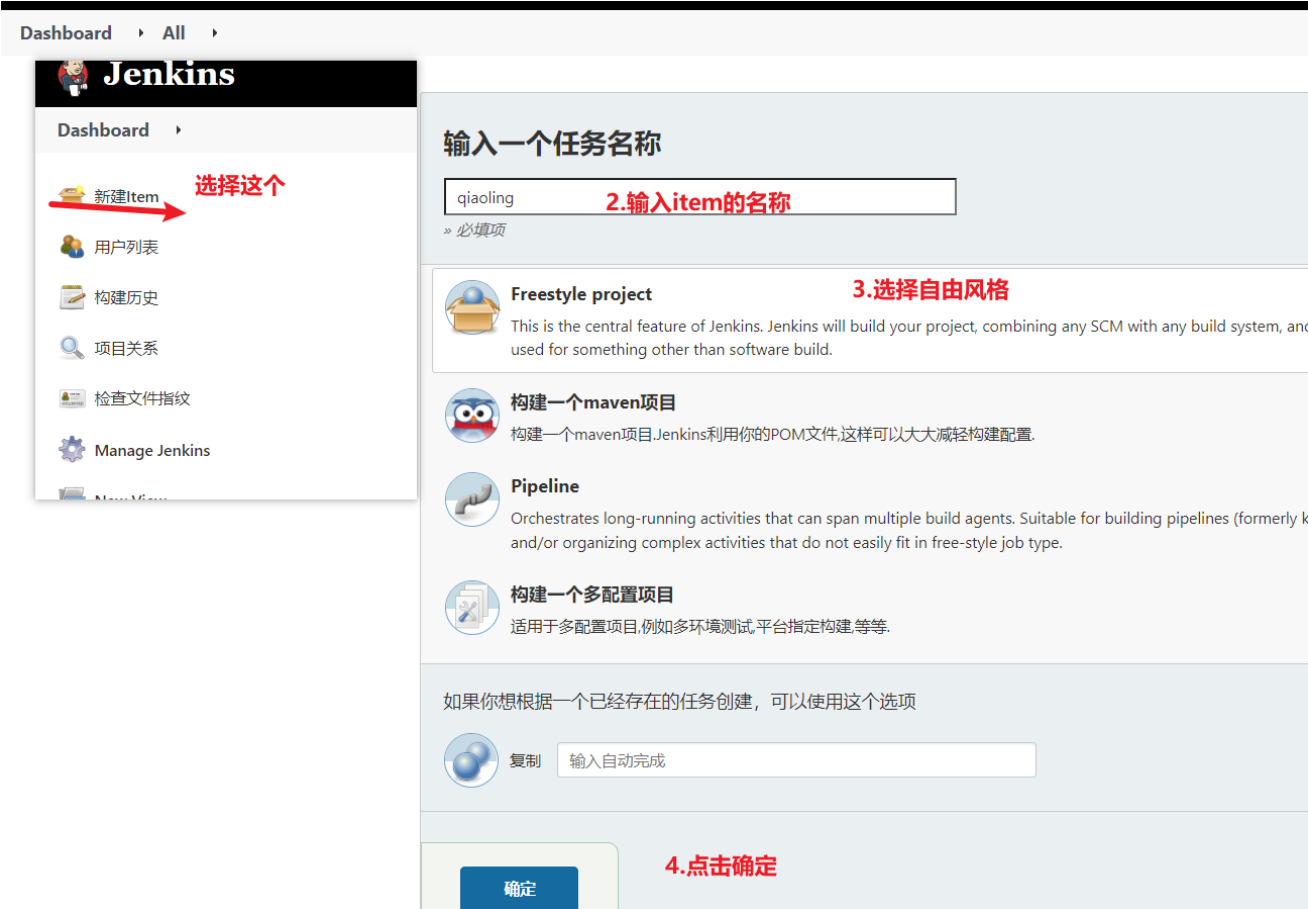 Dashboard
All
Jenkins
Dashboard
新建Item
选择这个
用户列表
构建历史
项目关系
检查文件指纹
Manage Jenkins
New View
输入一个任务名称
qiaoling
2.输入item的名称
» 必填项
Freestyle project
3.选择自由风格
This is the central feature of Jenkins. Jenkins will build your project, combining any SCM with any build system, and
used for something other than software build.
构建一个maven项目
构建一个maven项目.Jenkins利用你的POM文件,这样可以大大减轻构建配置.
Pipeline
Orchestrates long-running activities that can span multiple build agents. Suitable for building pipelines (formerly k
and/or organizing complex activities that do not easily fit in free-style job type.
构建一个多配置项目
适用于多配置项目,例如多环境测试,平台指定构建,等等.
如果你想根据一个已经存在的任务创建，可以使用这个选项
复制
输入自动完成
确定
4.点击确定